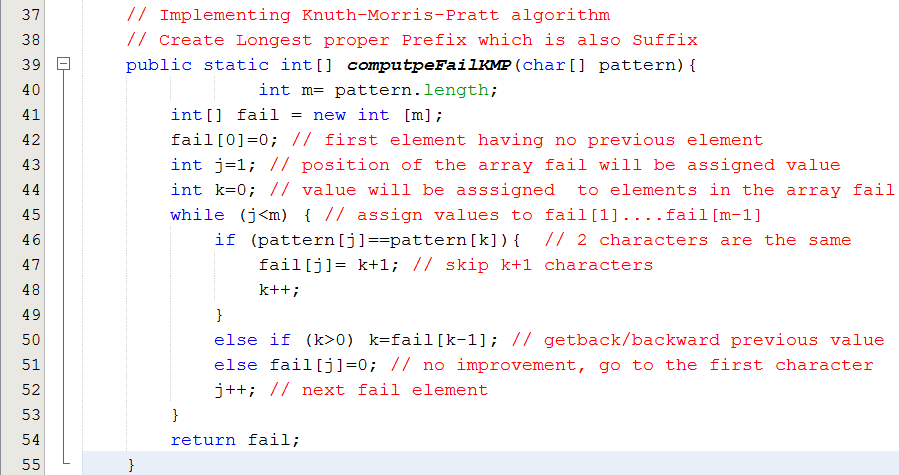 37 // Implementing Knuth-Morris-Pratt algorithm
38 // Create Longest proper Prefix which is also Suffix
39 public static int[] computpeFailKMP(char[] pattern){
40 int m= pattern.length;
41 int[] fail = new int [m];
42 fail[0]=0; // first element having no previous element
43 int j=1; // position of the array fail will be assigned value
44 int k=0; // value will be asssigned  to elements in the array fail
45 while (j<m) { // assign values to fail[1]....fail[m-1]
46 if (pattern[j]==pattern[k]){  // 2 characters are the same
47 fail[j]= k+1; // skip k+1 characters
48 k++;
49 }
50 else if (k>0) k=fail[k-1]; // getback/backward previous value
51 else fail[j]=0; // no improvement, go to the first character
52 j++; // next fail element
53 }
54 return fail;
55 }